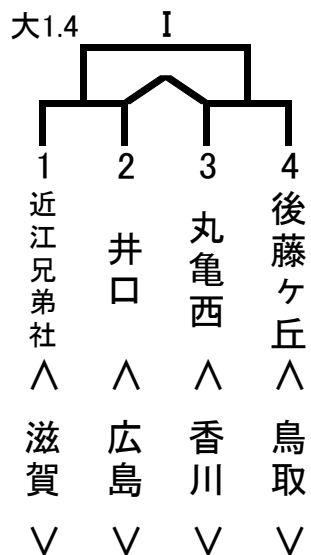 大1.4
I
1
2
3
4
近江兄弟社
井口
丸亀西
後藤ヶ丘
<滋賀>
<広島>
<香川>
<鳥取>